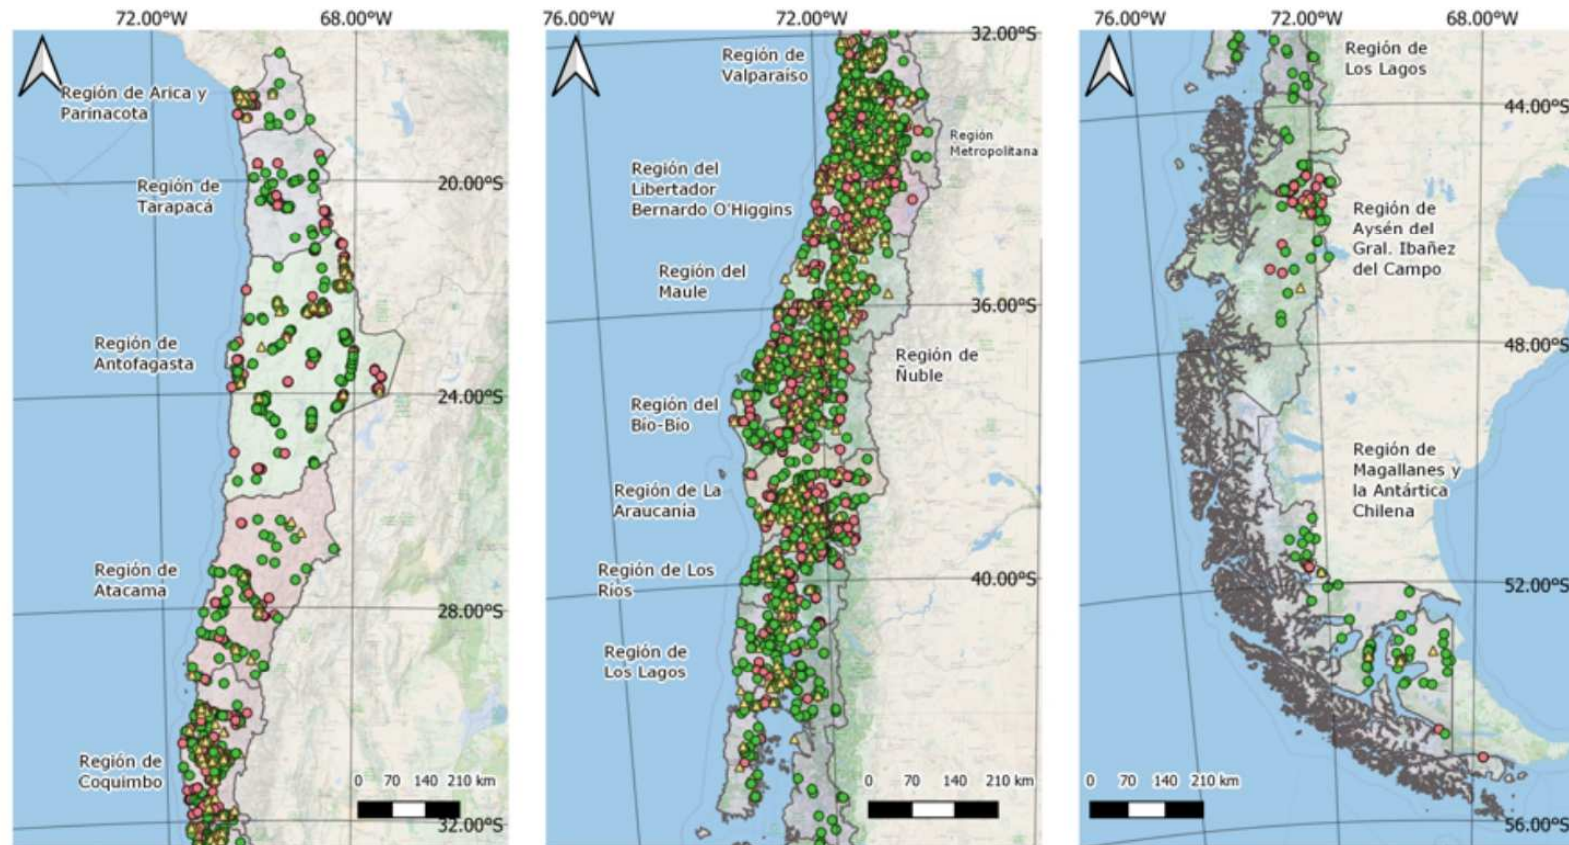 72.00°W 68.00°W
Región de Arica y
Parinacota
Región de
Tarapacá
20.00°S
Región de
Antofagasta
24.00°S
Región de
Atacama
28.00°S
Región de
Coquimbo
0 70 140 210 km
32.00°S
76.00°W 72.00°W
32.00°S
Región de
Valparaíso
Región
Metropolitana
Región del
Libertador
Bernardo O'Higgins
Región del
Maule
36.00°S
Región de
Ñuble
Región del
Bío-Bío
Región de La
Araucanía
Región de Los
Ríos
40.00°S
Región de
Los Lagos
0 70 140 210 km
76.00°W 72.00°W 68.00°W
Región de
Los Lagos
44.00°S
Región de
Aysén del
Gral. Ibañez
del Campo
48.00°S
Región de
Magallanes y
la Antártica
Chilena
52.00°S
0 70 140 210 km
56.00°S